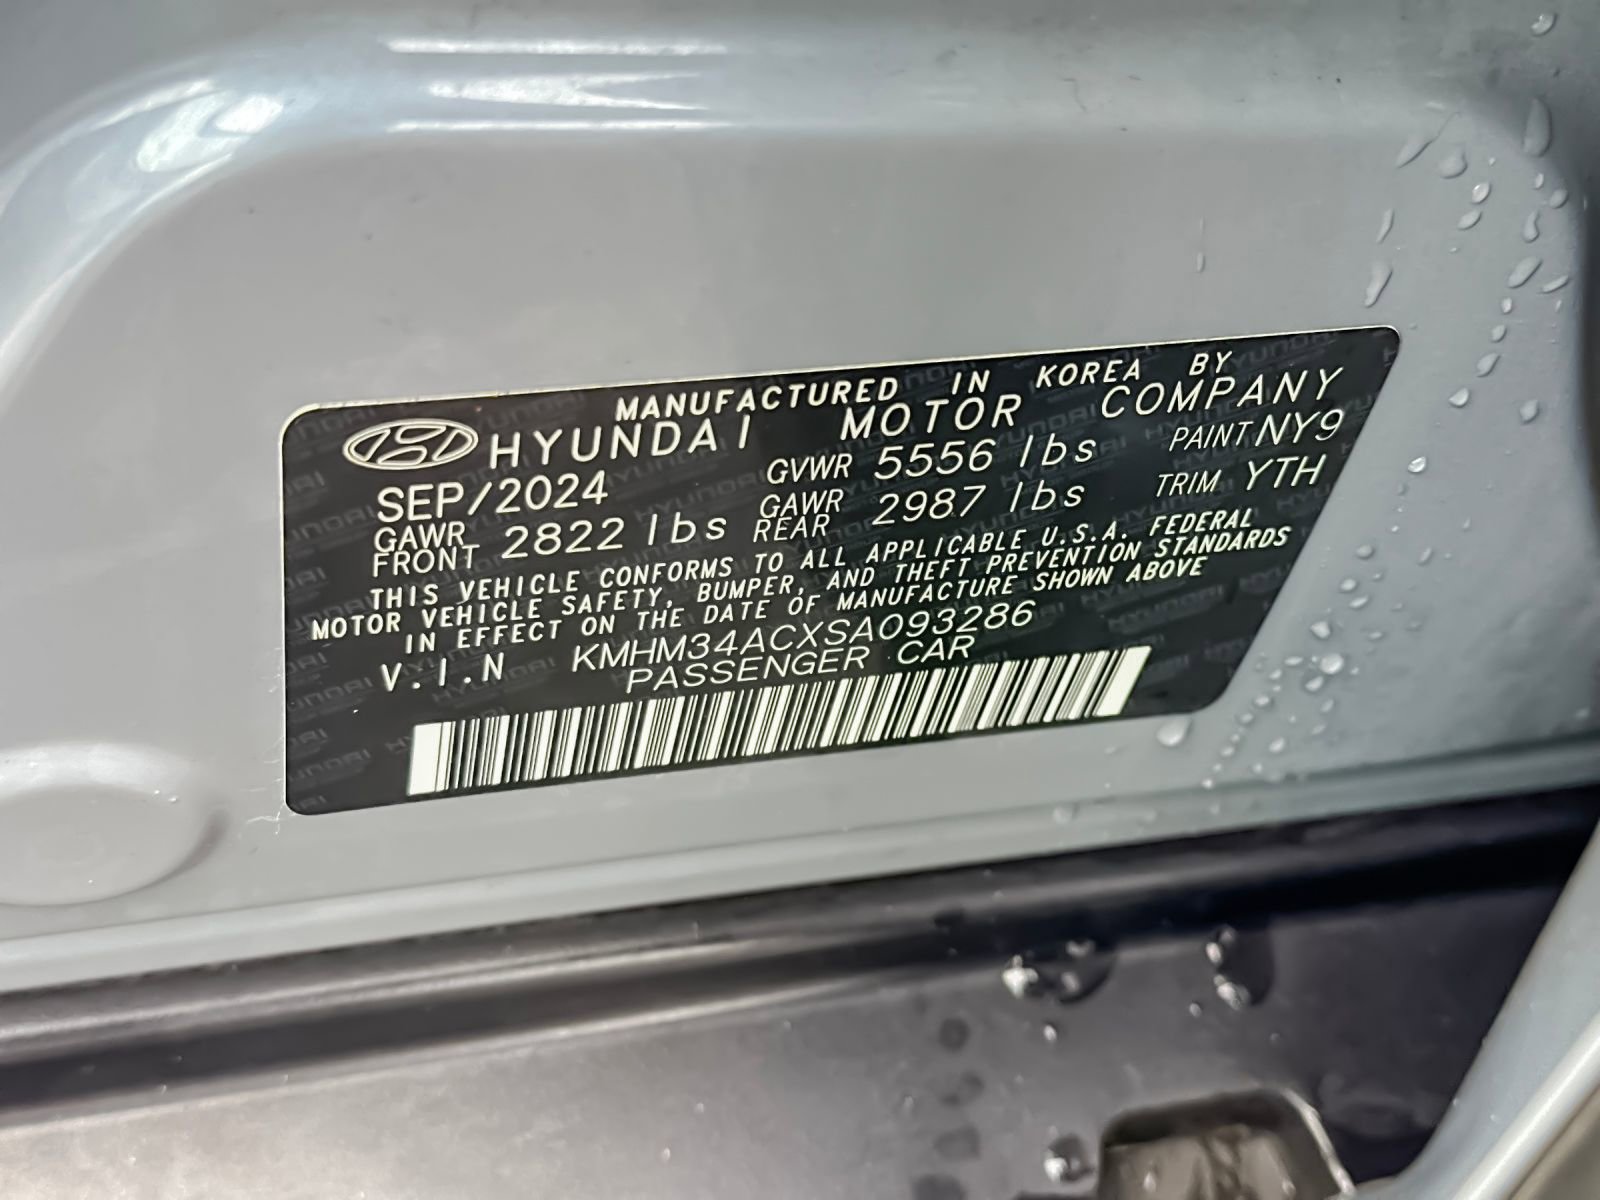 MANUFACTURED IN KOREA BY
HYUNDAI MOTOR COMPANY
SEP/2024 GVWR 5556 lbs PAINT NY9
GAWR FRONT 2822 lbs GAWR REAR 2987 lbs TRIM YTH
THIS VEHICLE CONFORMS TO ALL APPLICABLE U.S.A. FEDERAL
MOTOR VEHICLE SAFETY, BUMPER, AND THEFT PREVENTION STANDARDS
IN EFFECT ON THE DATE OF MANUFACTURE SHOWN ABOVE
V.I.N KMHM34ACXSA093286
PASSENGER CAR